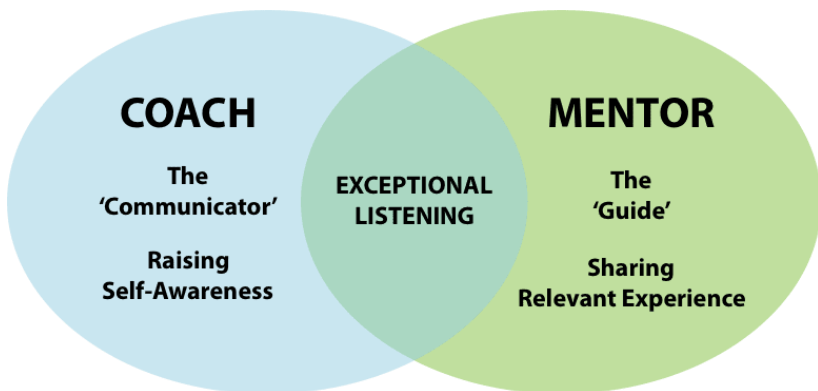 COACH
The
‘Communicator’
Raising
Self-Awareness
EXCEPTIONAL
LISTENING
MENTOR
The
‘Guide’
Sharing
Relevant Experience